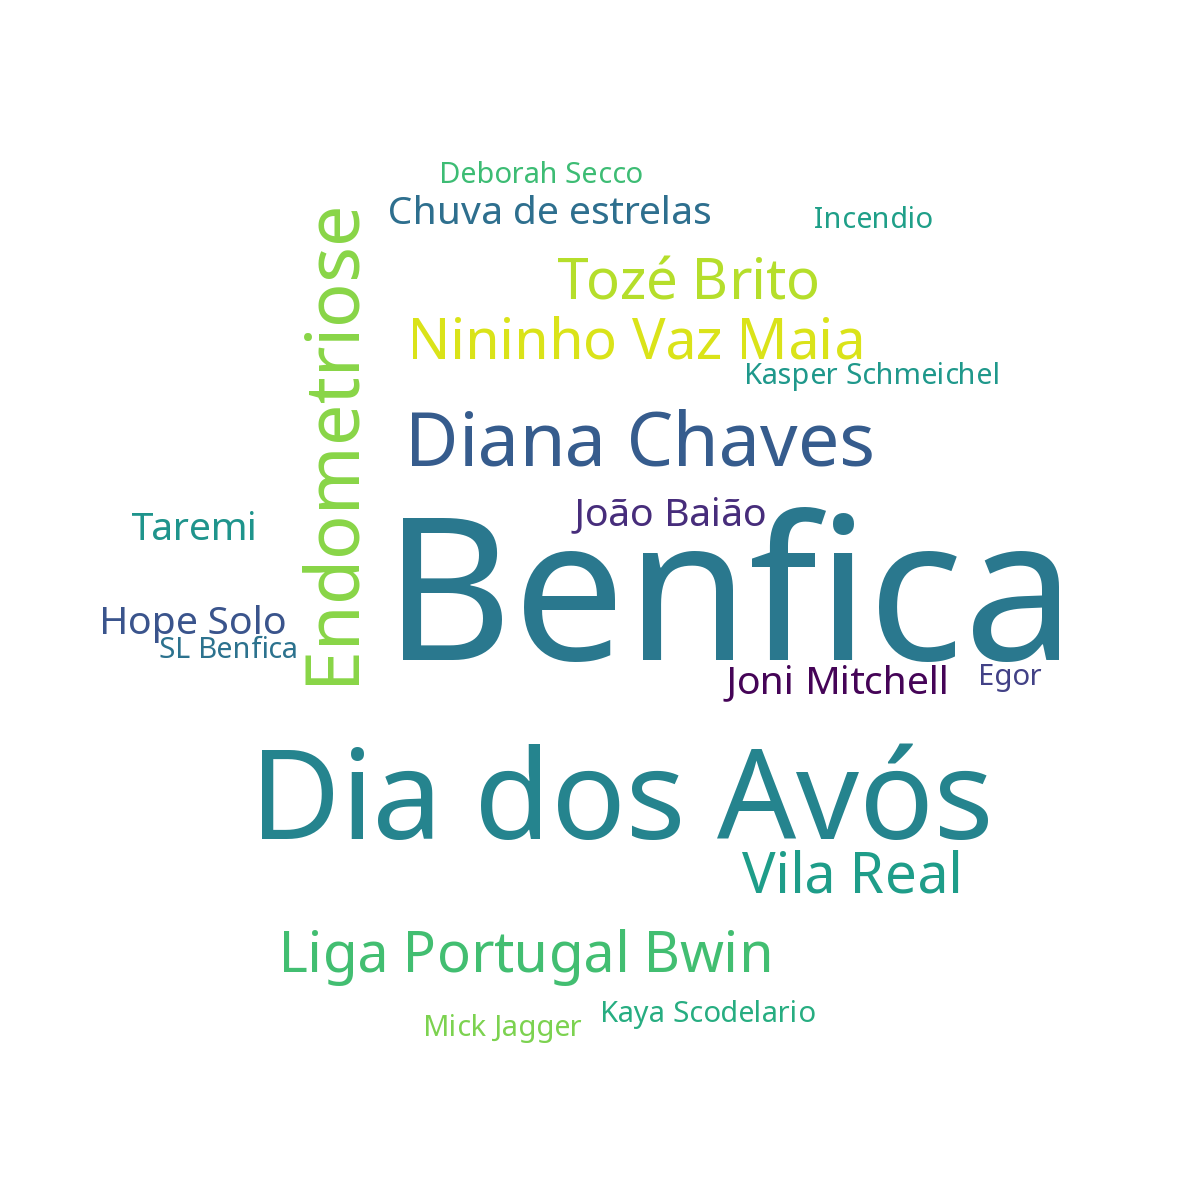 Deborah Secco
Chuva de estrelas
Incendio
Tozé Brito
Nininho Vaz Maia
Kasper Schmeichel
Endometriose
Diana Chaves
João Baião
Taremi
Benfica
Hope Solo
SL Benfica
Joni Mitchell
Egor
Dia dos Avós
Vila Real
Liga Portugal Bwin
Kaya Scodelario
Mick Jagger